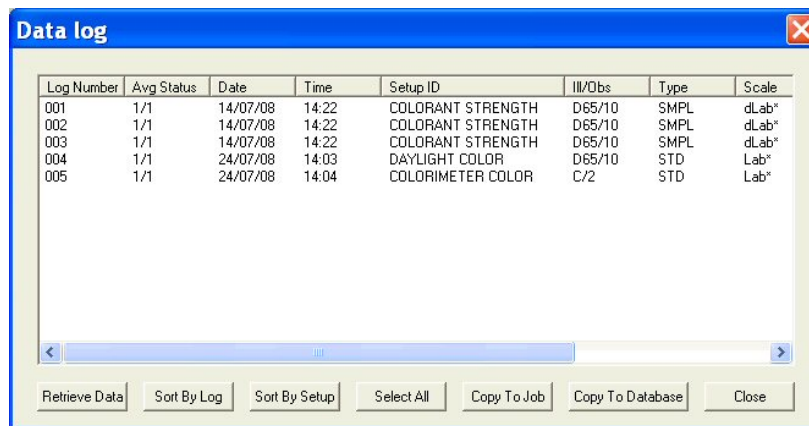 Data log
Log Number Avg Status Date Time Setup ID Ill/Obs Type Scale
001 1/1 14/07/08 14:22 COLORANT STRENGTH D65/10 SMPL dLab*
002 1/1 14/07/08 14:22 COLORANT STRENGTH D65/10 SMPL dLab*
003 1/1 14/07/08 14:22 COLORANT STRENGTH D65/10 SMPL dLab*
004 1/1 24/07/08 14:03 DAYLIGHT COLOR D65/10 STD Lab*
005 1/1 24/07/08 14:04 COLORIMETER COLOR C/2 STD Lab*
Retrieve Data Sort By Log Sort By Setup Select All Copy To Job Copy To Database Close